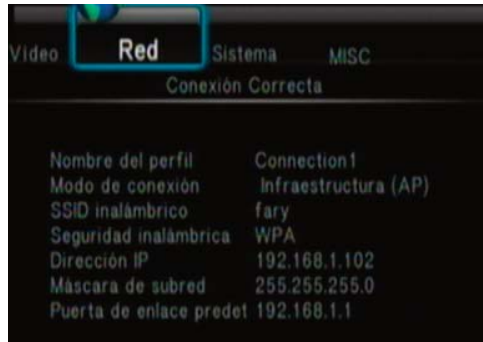 Vídeo Red Sistema MISC
Conexión Correcta
Nombre del perfil Connection1
Modo de conexión Infraestructura (AP)
SSID inalámbrico fary
Seguridad inalámbrica WPA
Dirección IP 192.168.1.102
Máscara de subred 255.255.255.0
Puerta de enlace predet 192.168.1.1